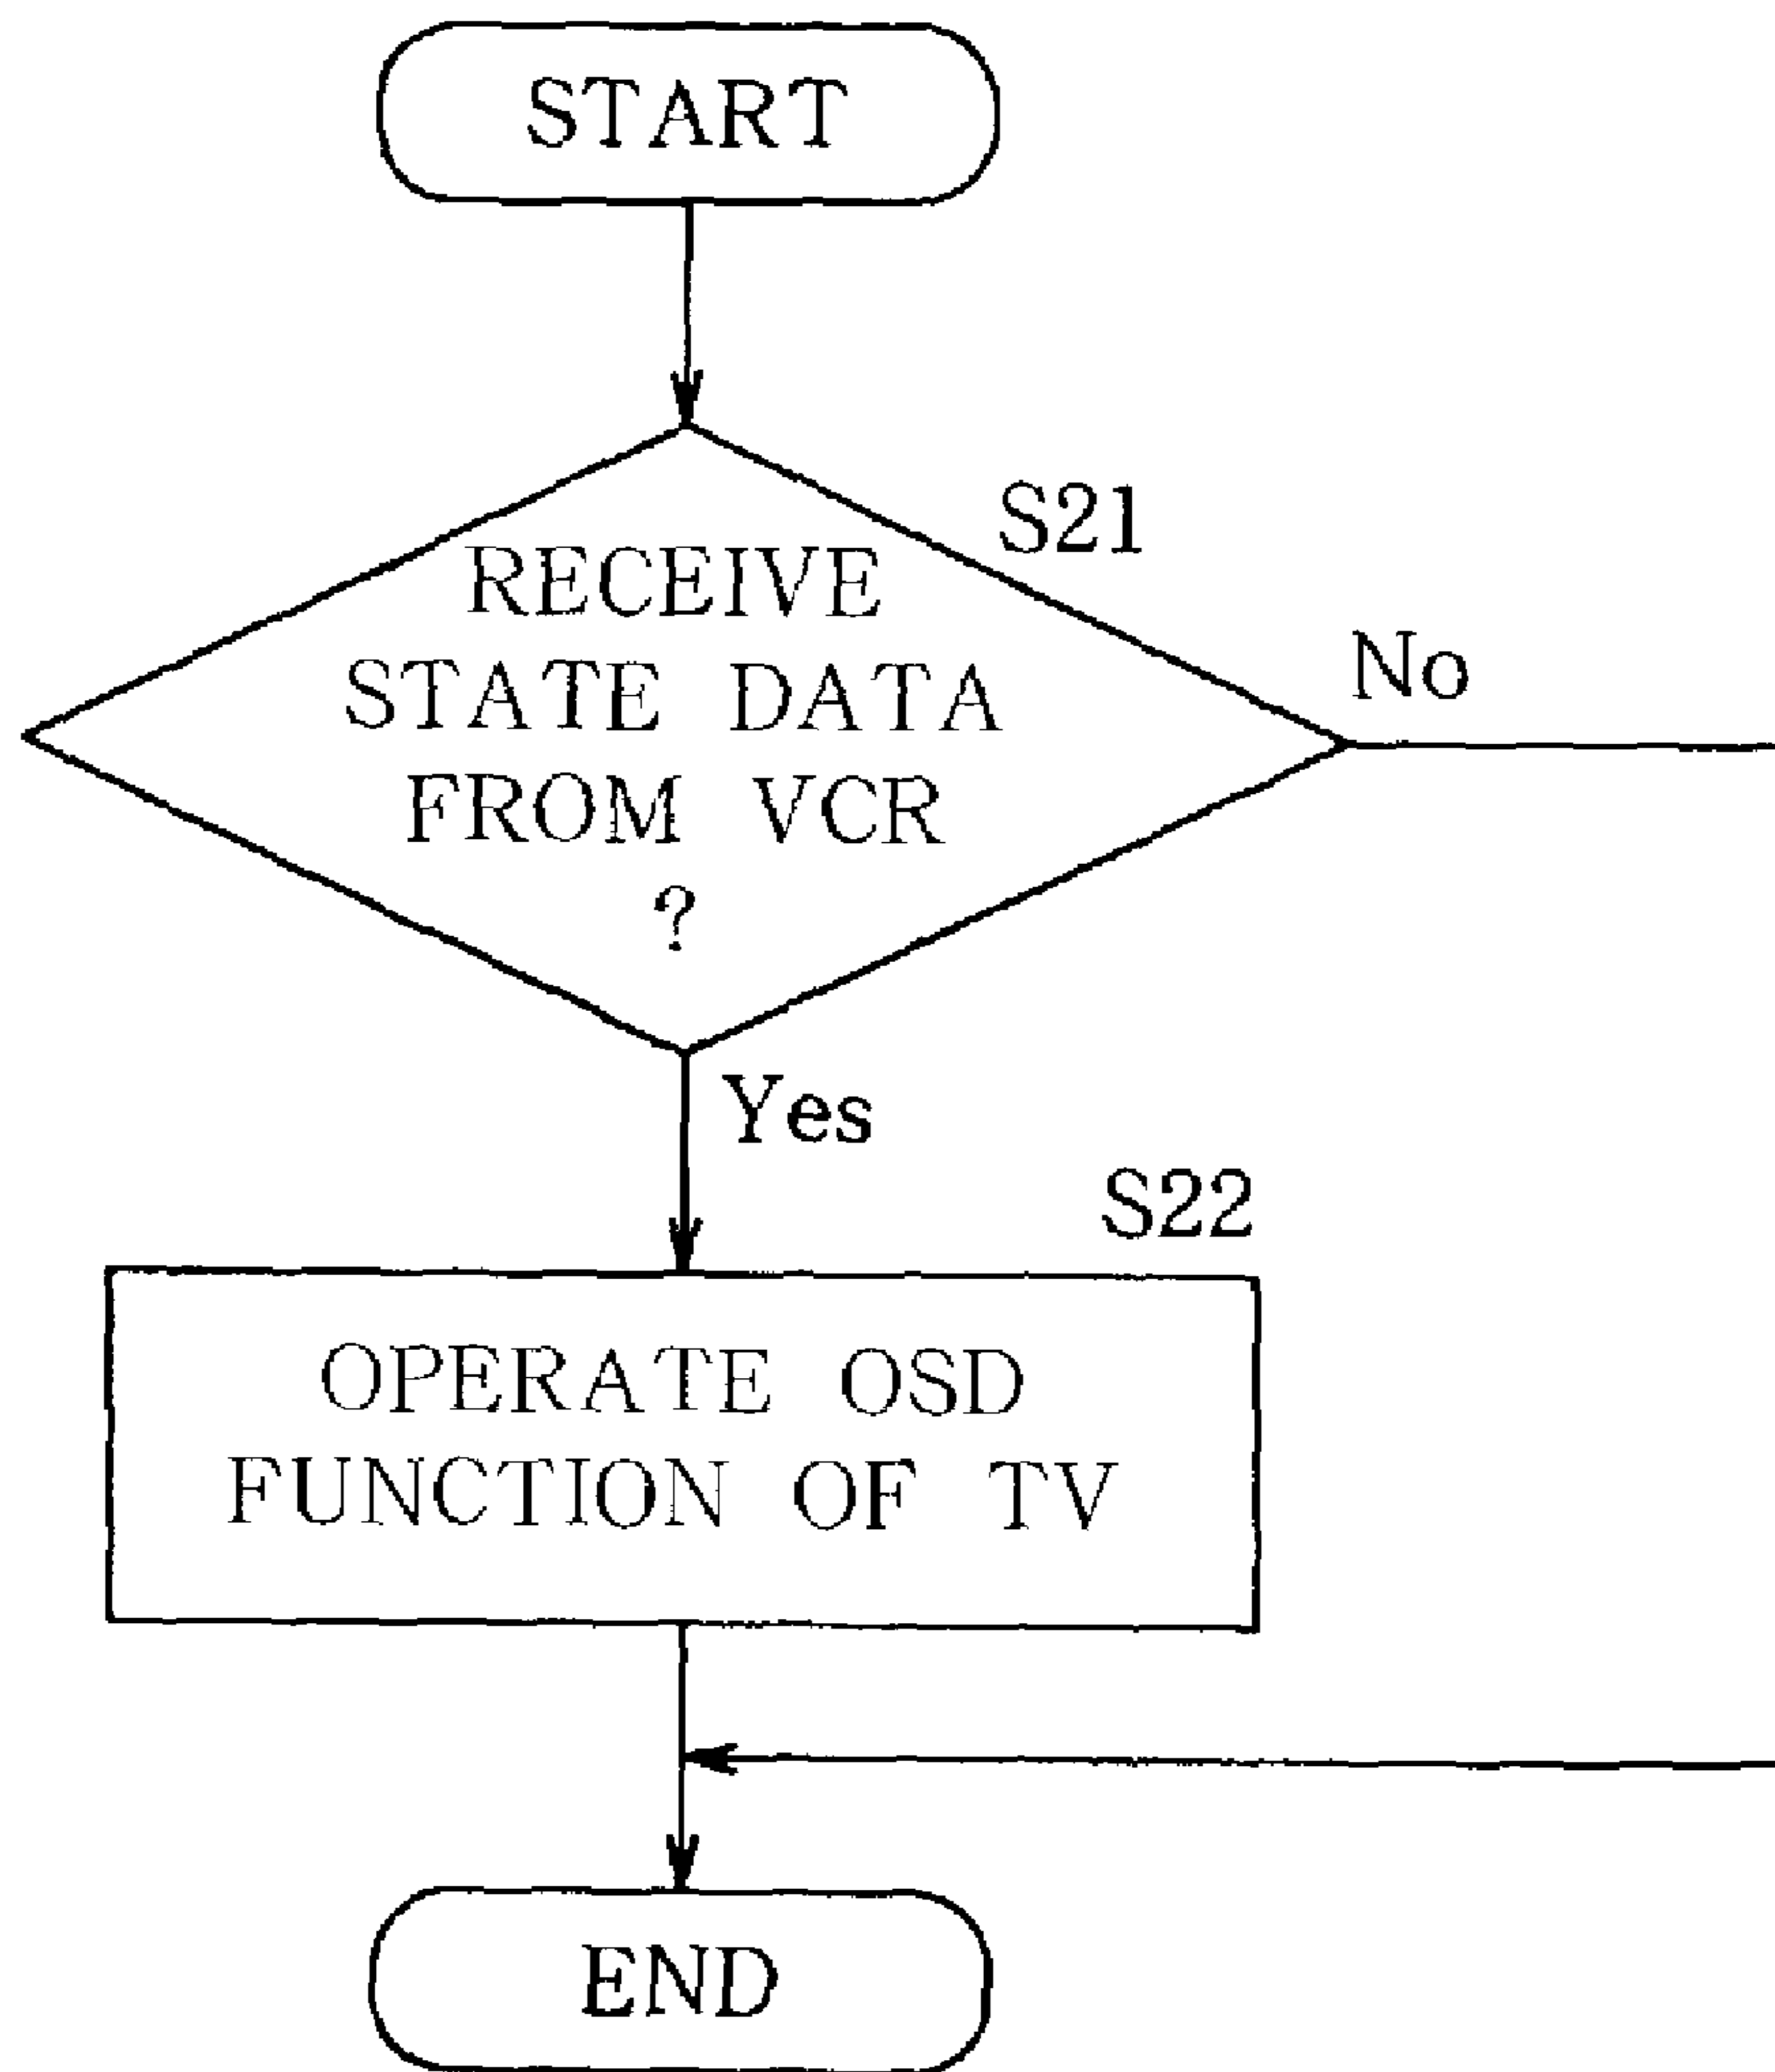 START
S21
RECEIVE
STATE DATA
FROM VCR
?
No
Yes
S22
OPERATE OSD
FUNCTION OF TV
END